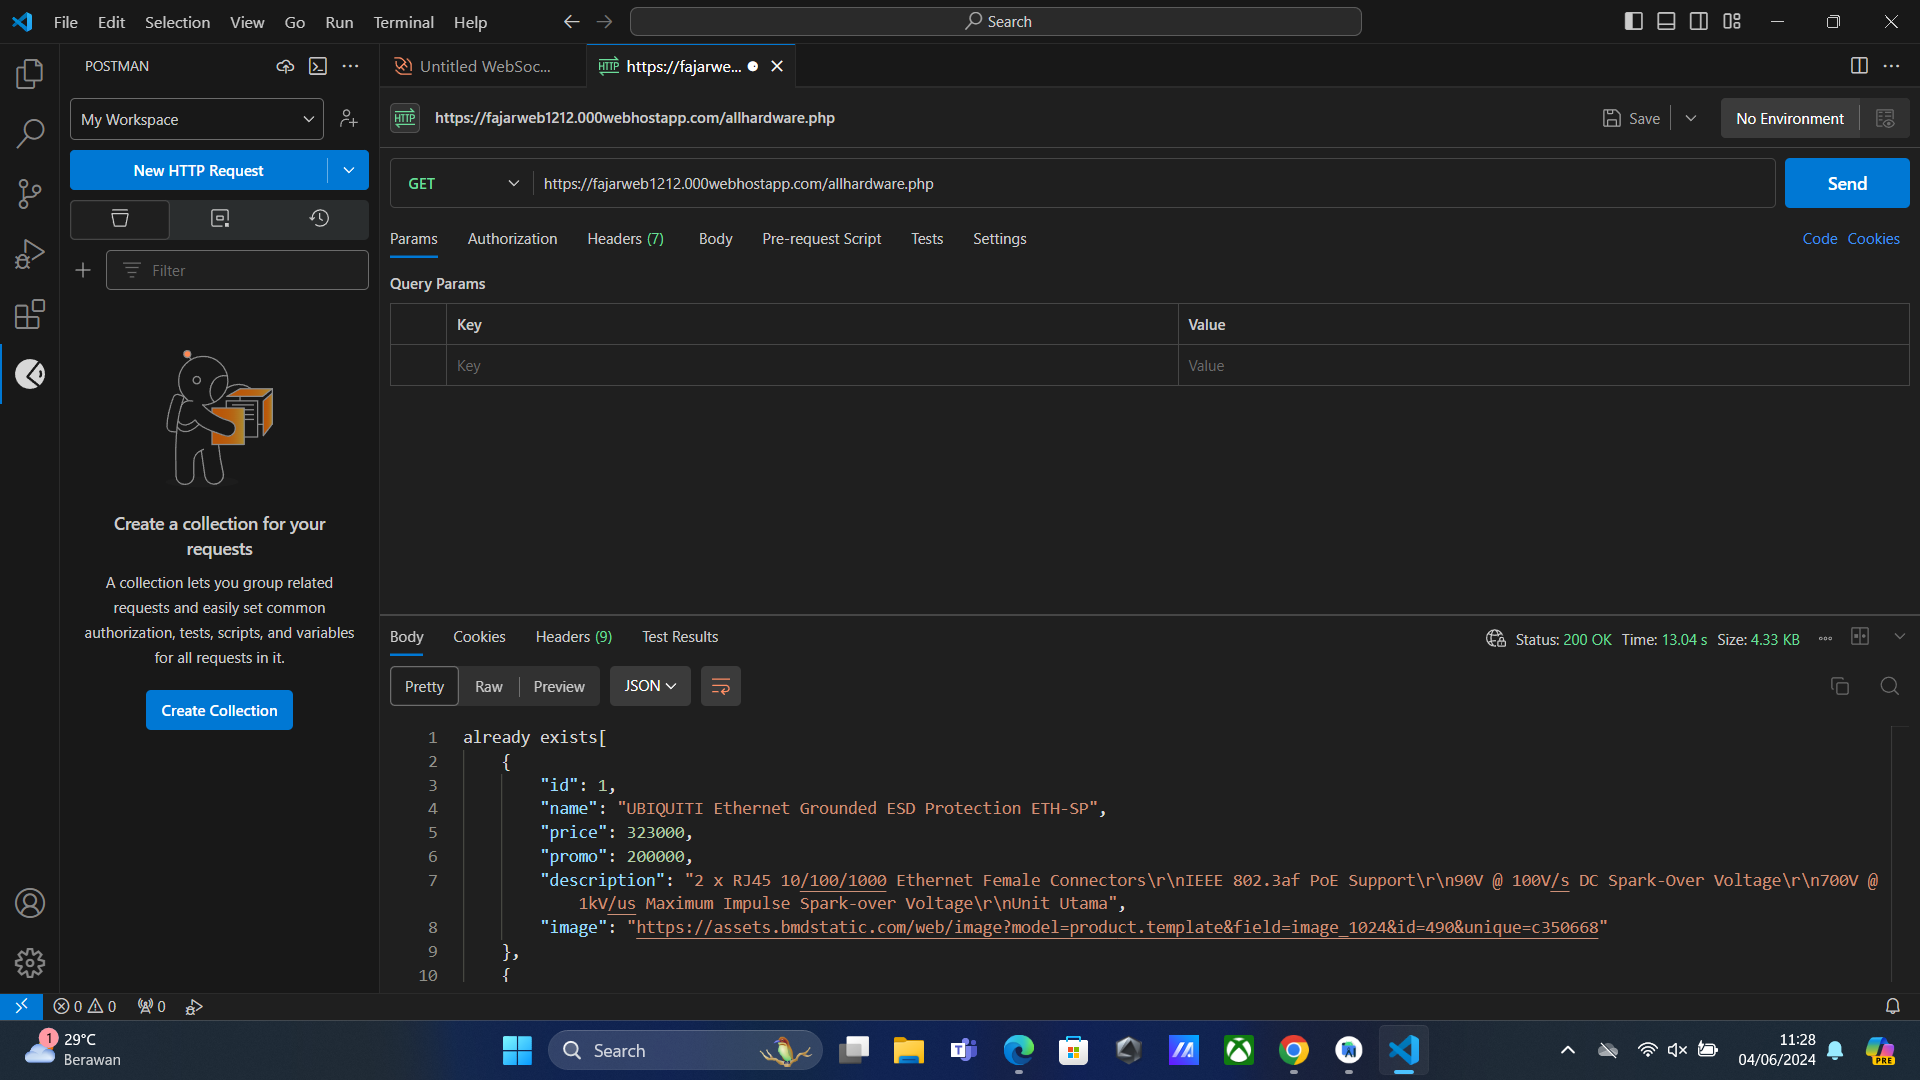 File Edit Selection View Go Run Terminal Help
Search
POSTMAN
Untitled WebSoc...
HTTP https://fajarwe...
My Workspace
HTTP https://fajarweb1212.000webhostapp.com/allhardware.php
Save
No Environment
New HTTP Request
GET
https://fajarweb1212.000webhostapp.com/allhardware.php
Send
Params Authorization Headers (7) Body Pre-request Script Tests Settings
Code Cookies
Filter
Query Params
Key Value
Key Value
Create a collection for your
requests
A collection lets you group related
requests and easily set common
authorization, tests, scripts, and variables
for all requests in it.
Create Collection
Body Cookies Headers (9) Test Results
Status: 200 OK Time: 13.04 s Size: 4.33 KB
Pretty Raw Preview JSON
1 already exists[
2 {
3 "id": 1,
4 "name": "UBIQUITI Ethernet Grounded ESD Protection ETH-SP",
5 "price": 323000,
6 "promo": 200000,
7 "description": "2 x RJ45 10/100/1000 Ethernet Female Connectors\r\nIEEE 802.3af PoE Support\r\n90V @ 100V/s DC Spark-Over Voltage\r\n700V @
1kV/us Maximum Impulse Spark-over Voltage\r\nUnit Utama",
8 "image": "https://assets.bmdstatic.com/web/image?model=product.template&field=image_1024&id=490&unique=c350668"
9 },
10 {
0 0 0
1
29°C
Berawan
Search
11:28
04/06/2024
PRE